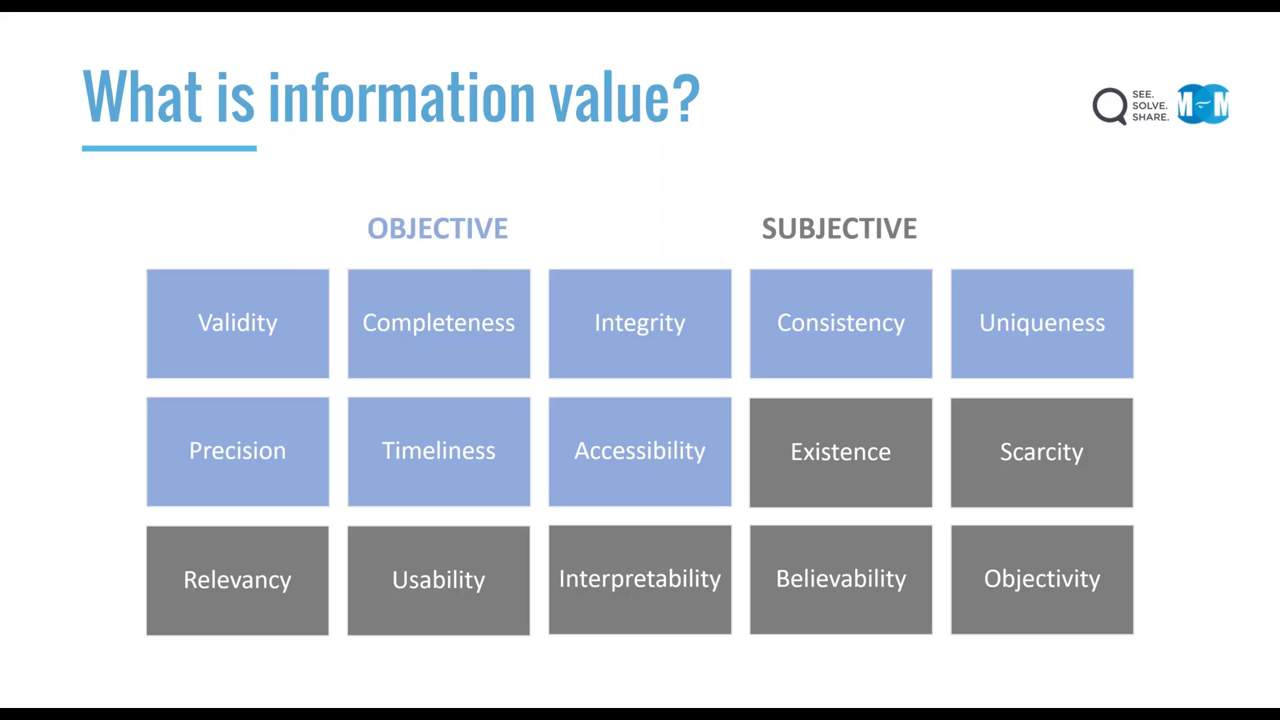 What is information value?
SEE.
SOLVE.
SHARE.
M M
OBJECTIVE SUBJECTIVE
Validity Completeness Integrity Consistency Uniqueness
Precision Timeliness Accessibility Existence Scarcity
Relevancy Usability Interpretability Believability Objectivity